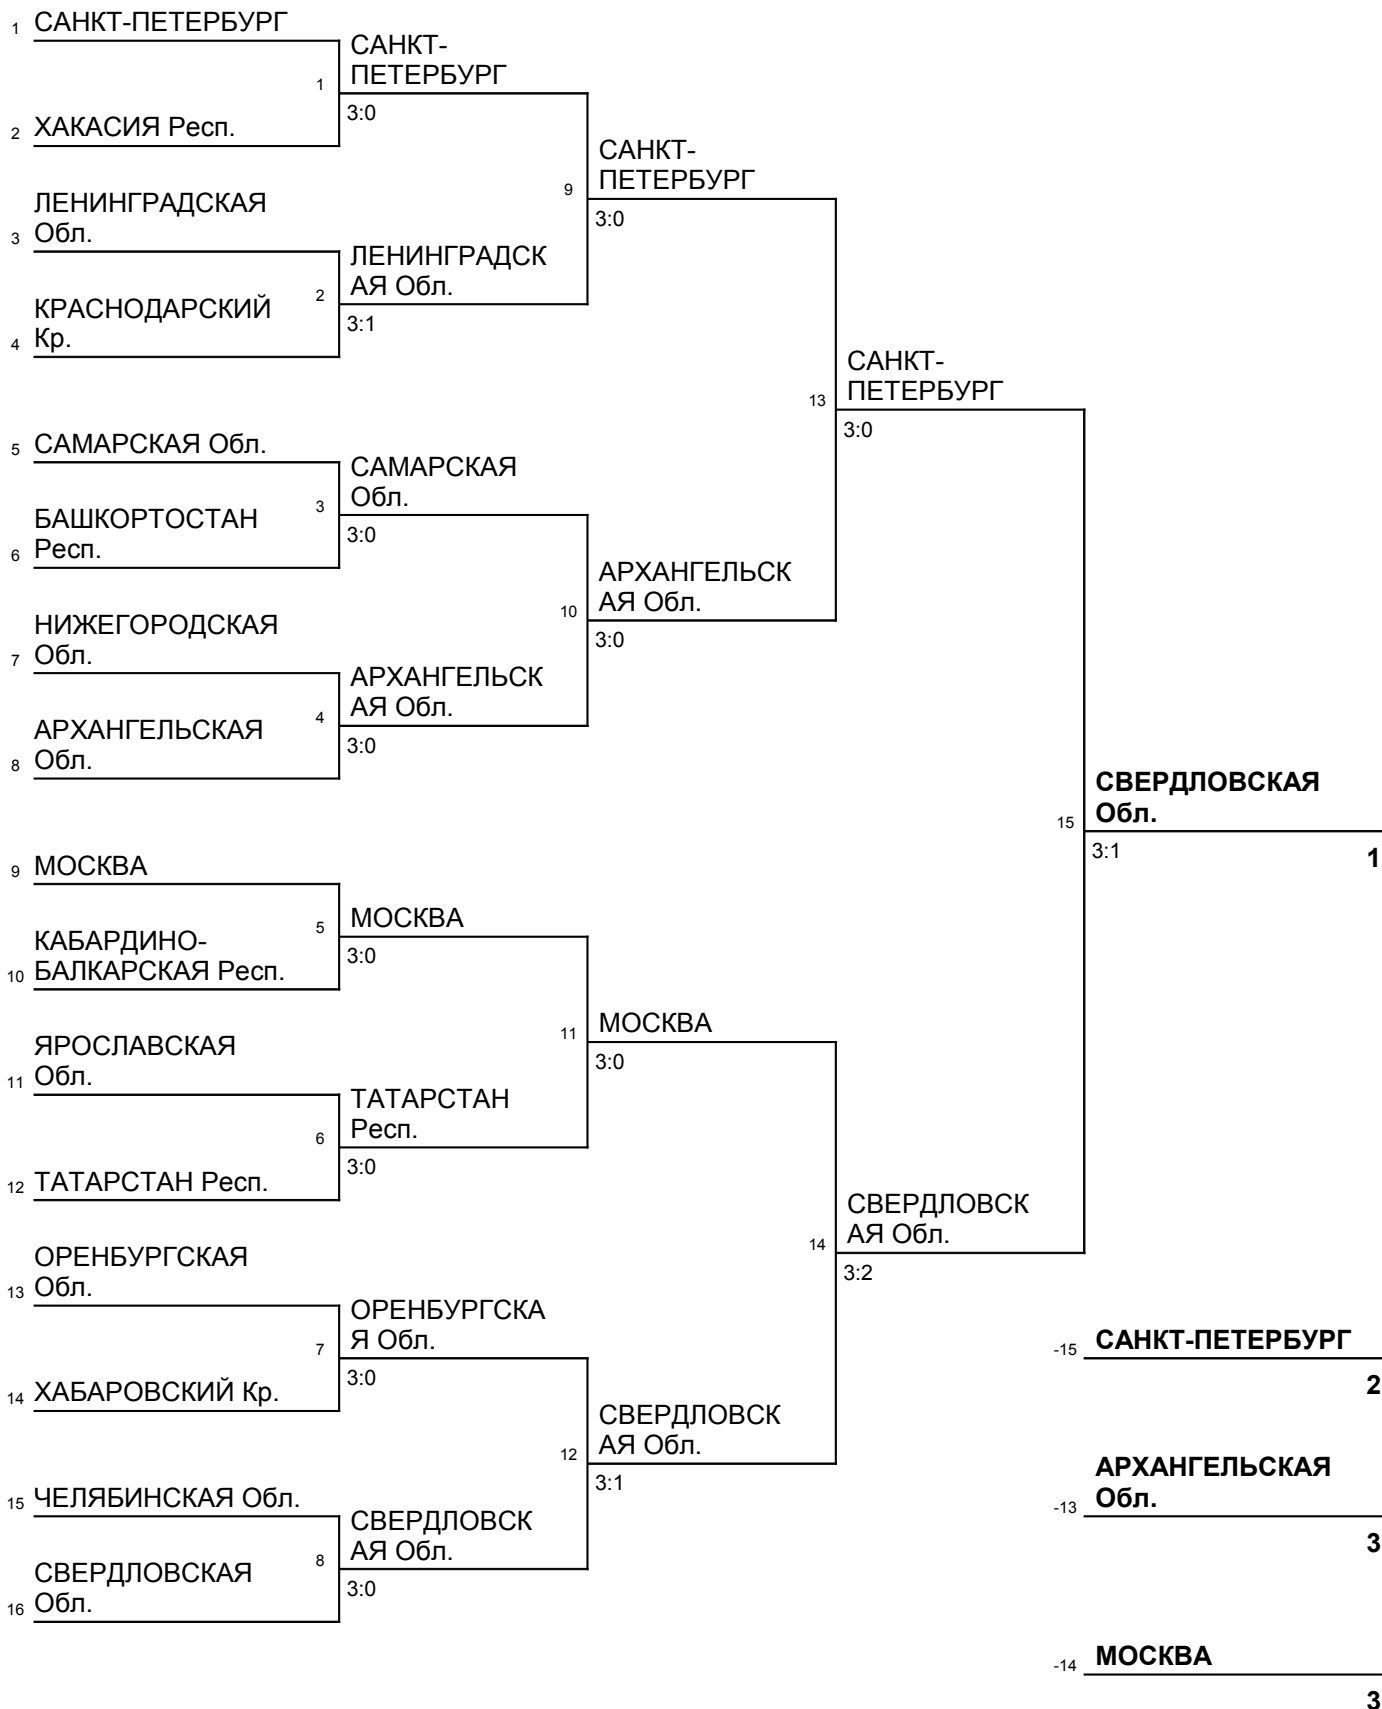 1 САНКТ-ПЕТЕРБУРГ
САНКТ-
ПЕТЕРБУРГ
1
3:0
2 ХАКАСИЯ Респ.
САНКТ-
ПЕТЕРБУРГ
9
3:0
ЛЕНИНГРАДСКАЯ
3 Обл.
ЛЕНИНГРАДСК
АЯ Обл.
2
3:1
КРАСНОДАРСКИЙ
4 Кр.
САНКТ-
ПЕТЕРБУРГ
13
3:0
5 САМАРСКАЯ Обл.
САМАРСКАЯ
Обл.
3
3:0
БАШКОРТОСТАН
6 Респ.
АРХАНГЕЛЬСК
АЯ Обл.
10
3:0
НИЖЕГОРОДСКАЯ
7 Обл.
АРХАНГЕЛЬСК
АЯ Обл.
4
3:0
АРХАНГЕЛЬСКАЯ
8 Обл.
СВЕРДЛОВСКАЯ
Обл.
15
3:1
1
9 МОСКВА
МОСКВА
5
3:0
КАБАРДИНО-
10 БАЛКАРСКАЯ Респ.
МОСКВА
11
3:0
ЯРОСЛАВСКАЯ
11 Обл.
ТАТАРСТАН
Респ.
6
3:0
12 ТАТАРСТАН Респ.
СВЕРДЛОВСК
АЯ Обл.
14
3:2
ОРЕНБУРГСКАЯ
13 Обл.
ОРЕНБУРГСКА
Я Обл.
7
3:0
14 ХАБАРОВСКИЙ Кр.
-15 САНКТ-ПЕТЕРБУРГ
2
СВЕРДЛОВСК
АЯ Обл.
12
3:1
15 ЧЕЛЯБИНСКАЯ Обл.
СВЕРДЛОВСК
АЯ Обл.
8
3:0
СВЕРДЛОВСКАЯ
16 Обл.
АРХАНГЕЛЬСКАЯ
-13 Обл.
3
-14 МОСКВА
3